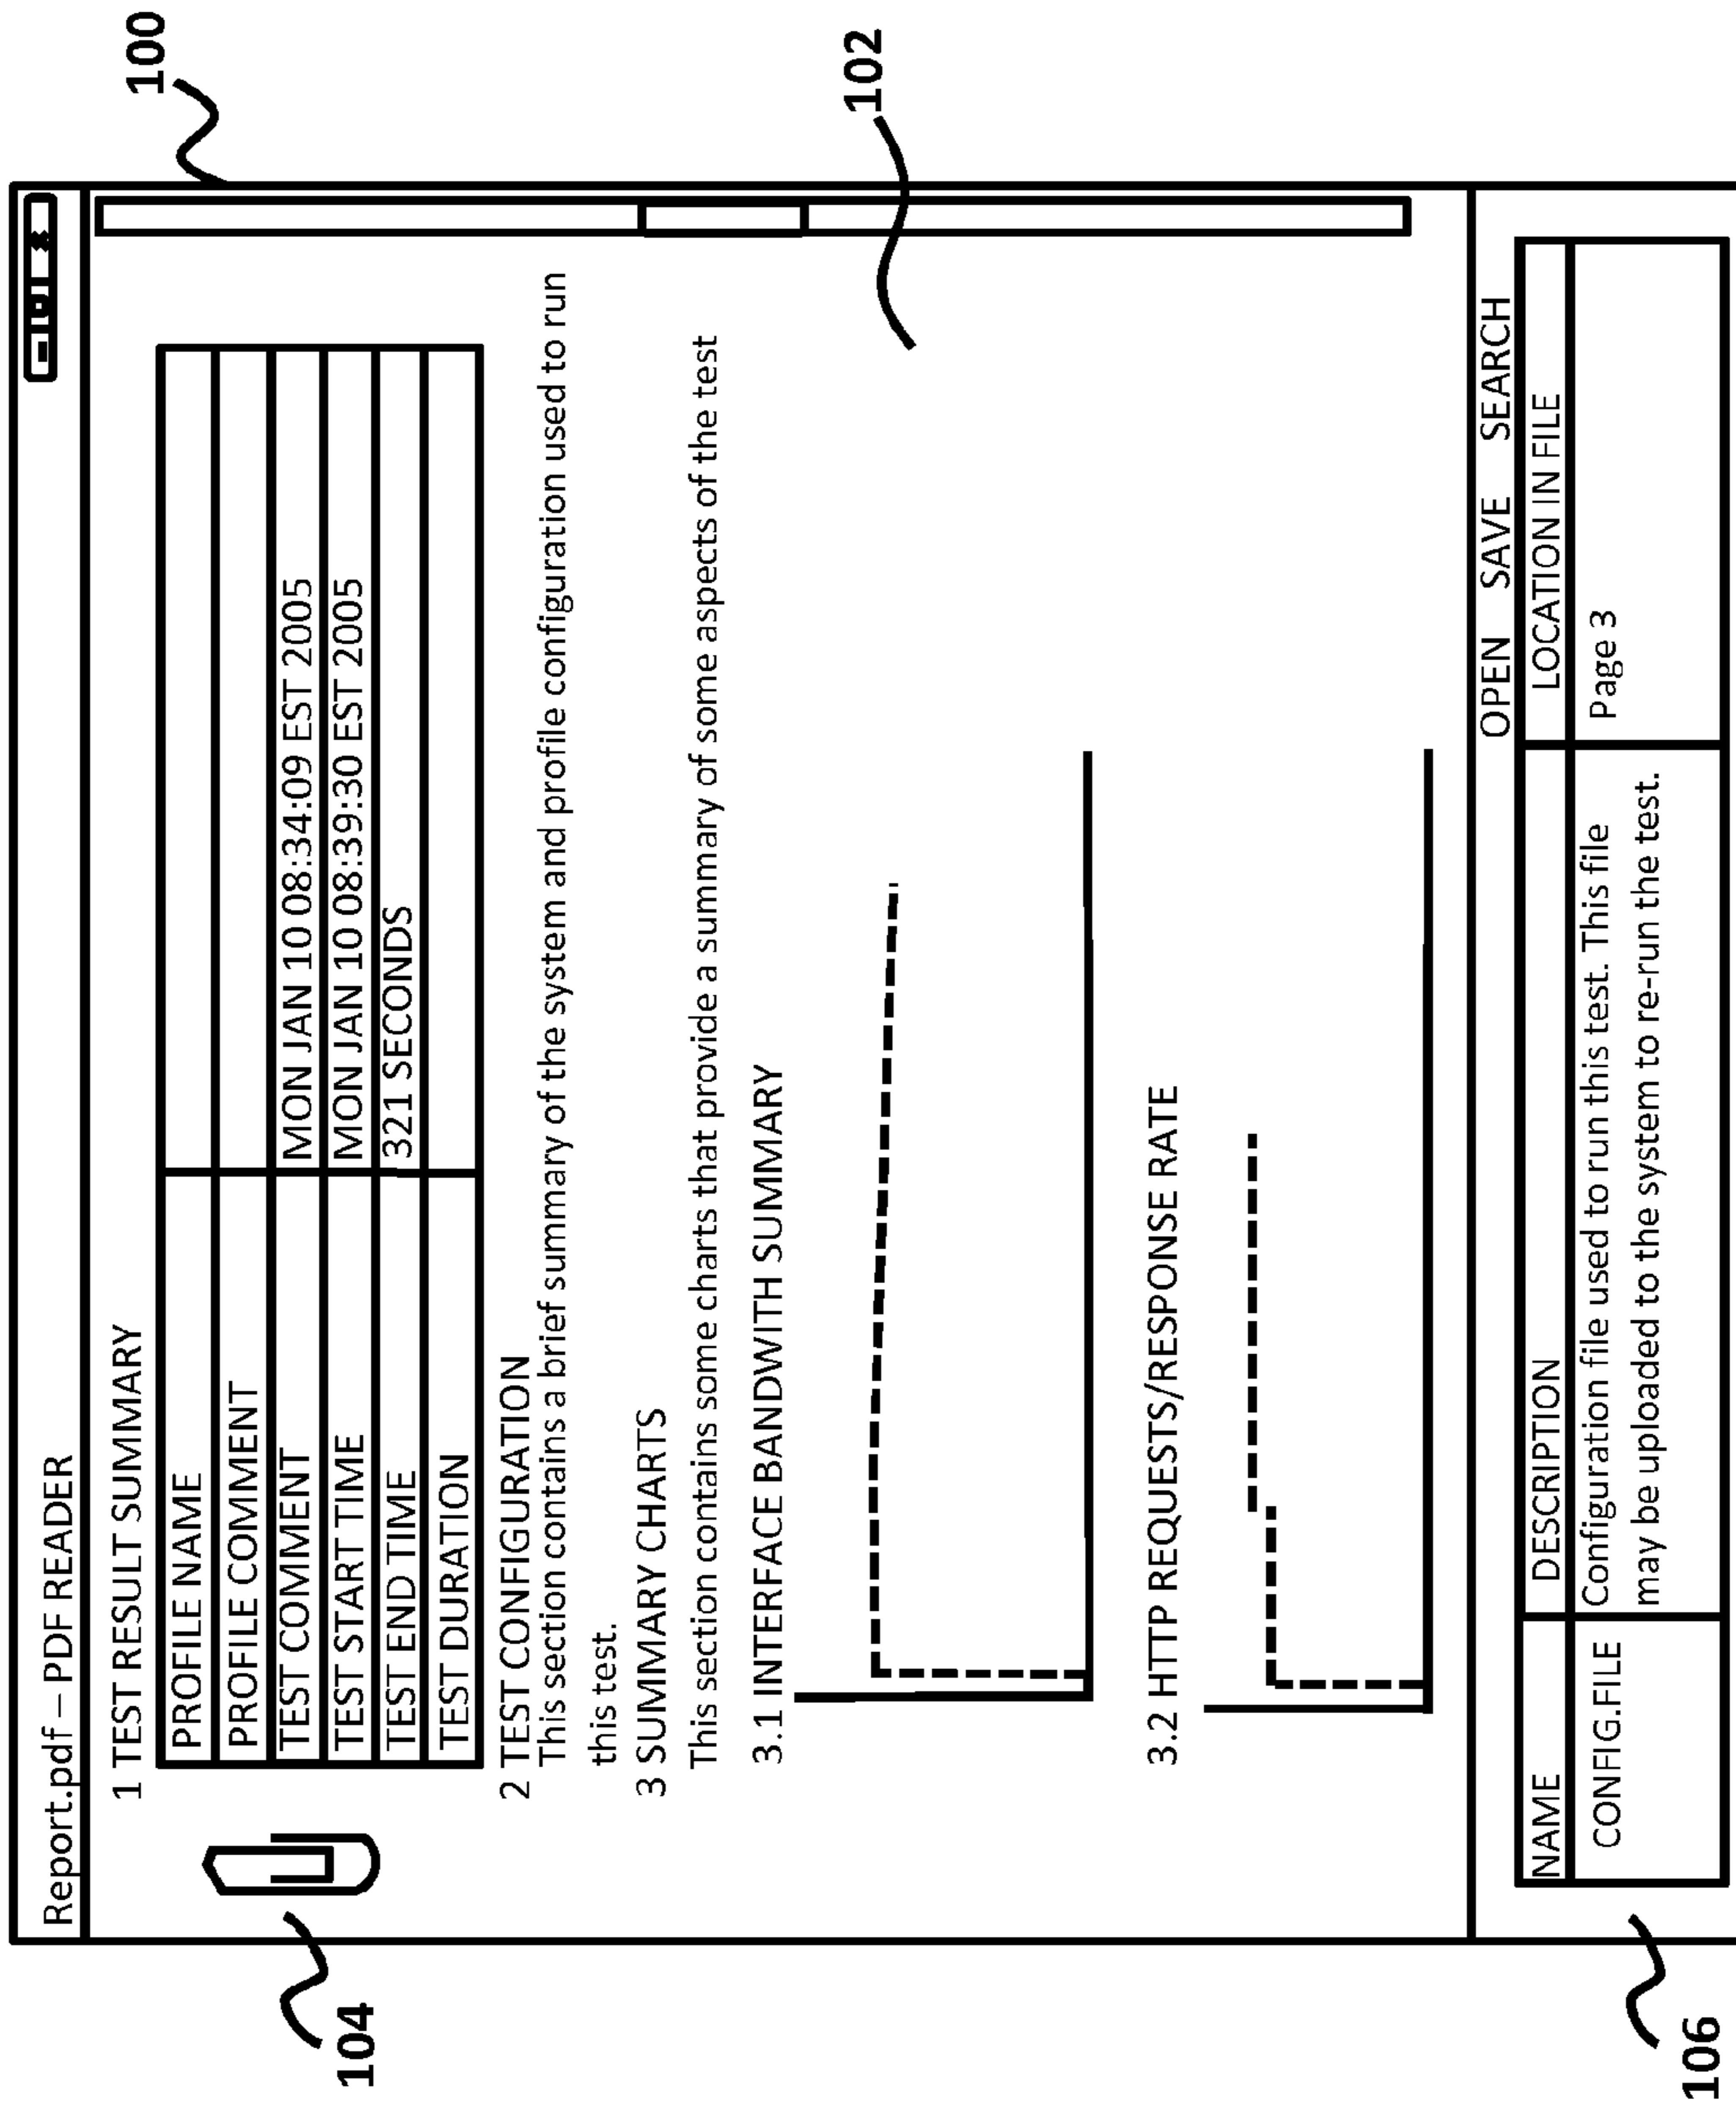 100
Report.pdf – PDF READER
1 TEST RESULT SUMMARY
PROFILE NAME
PROFILE COMMENT
TEST COMMENT MON JAN 10 08:34:09 EST 2005
TEST START TIME MON JAN 10 08:39:30 EST 2005
TEST END TIME 321 SECONDS
TEST DURATION
104
2 TEST CONFIGURATION
This section contains a brief summary of the system and profile configuration used to run
this test.
3 SUMMARY CHARTS
This section contains some charts that provide a summary of some aspects of the test
3.1 INTERFACE BANDWITH SUMMARY
102
3.2 HTTP REQUESTS/RESPONSE RATE
OPEN SAVE SEARCH
NAME DESCRIPTION LOCATION IN FILE
CONFIG.FILE Configuration file used to run this test. This file Page 3
may be uploaded to the system to re-run the test.
106